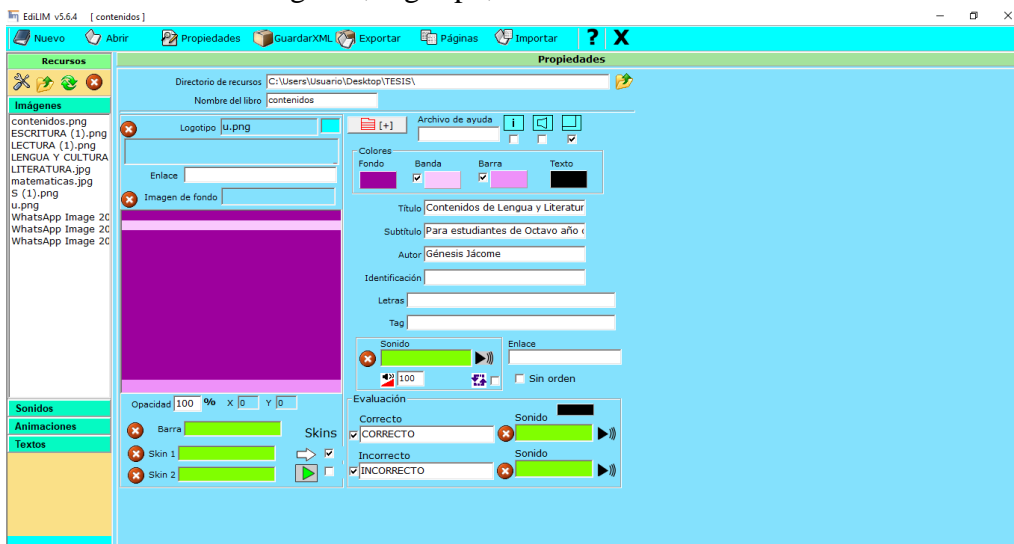 EdiLIM v5.6.4 [ contenidos ]
Nuevo Abrir Propiedades GuardarXML Exportar Páginas Importar ? X
Recursos
Propiedades
Directorio de recursos C:\Users\Usuario\Desktop\TESIS\
Nombre del libro contenidos
Imágenes
contenidos.png
ESCRITURA (1).png
LECTURA (1).png
LENGUA Y CULTURA
LITERATURA.jpg
matematicas.jpg
S (1).png
u.png
WhatsApp Image 20
WhatsApp Image 20
WhatsApp Image 20
Sonidos
Animaciones
Textos
Logotipo u.png
Enlace
Imagen de fondo
Opacidad 100 % X 0 Y 0
Barra
Skins
Skin 1
Skin 2
[+] Archivo de ayuda i
Colores
Fondo Banda Barra Texto
Título Contenidos de Lengua y Literatur
Subtítulo Para estudiantes de Octavo año
Autor Génesis Jácome
Identificación
Letras
Tag
Sonido Enlace
100 Sin orden
Evaluación
Correcto Sonido
CORRECTO
Incorrecto Sonido
INCORRECTO